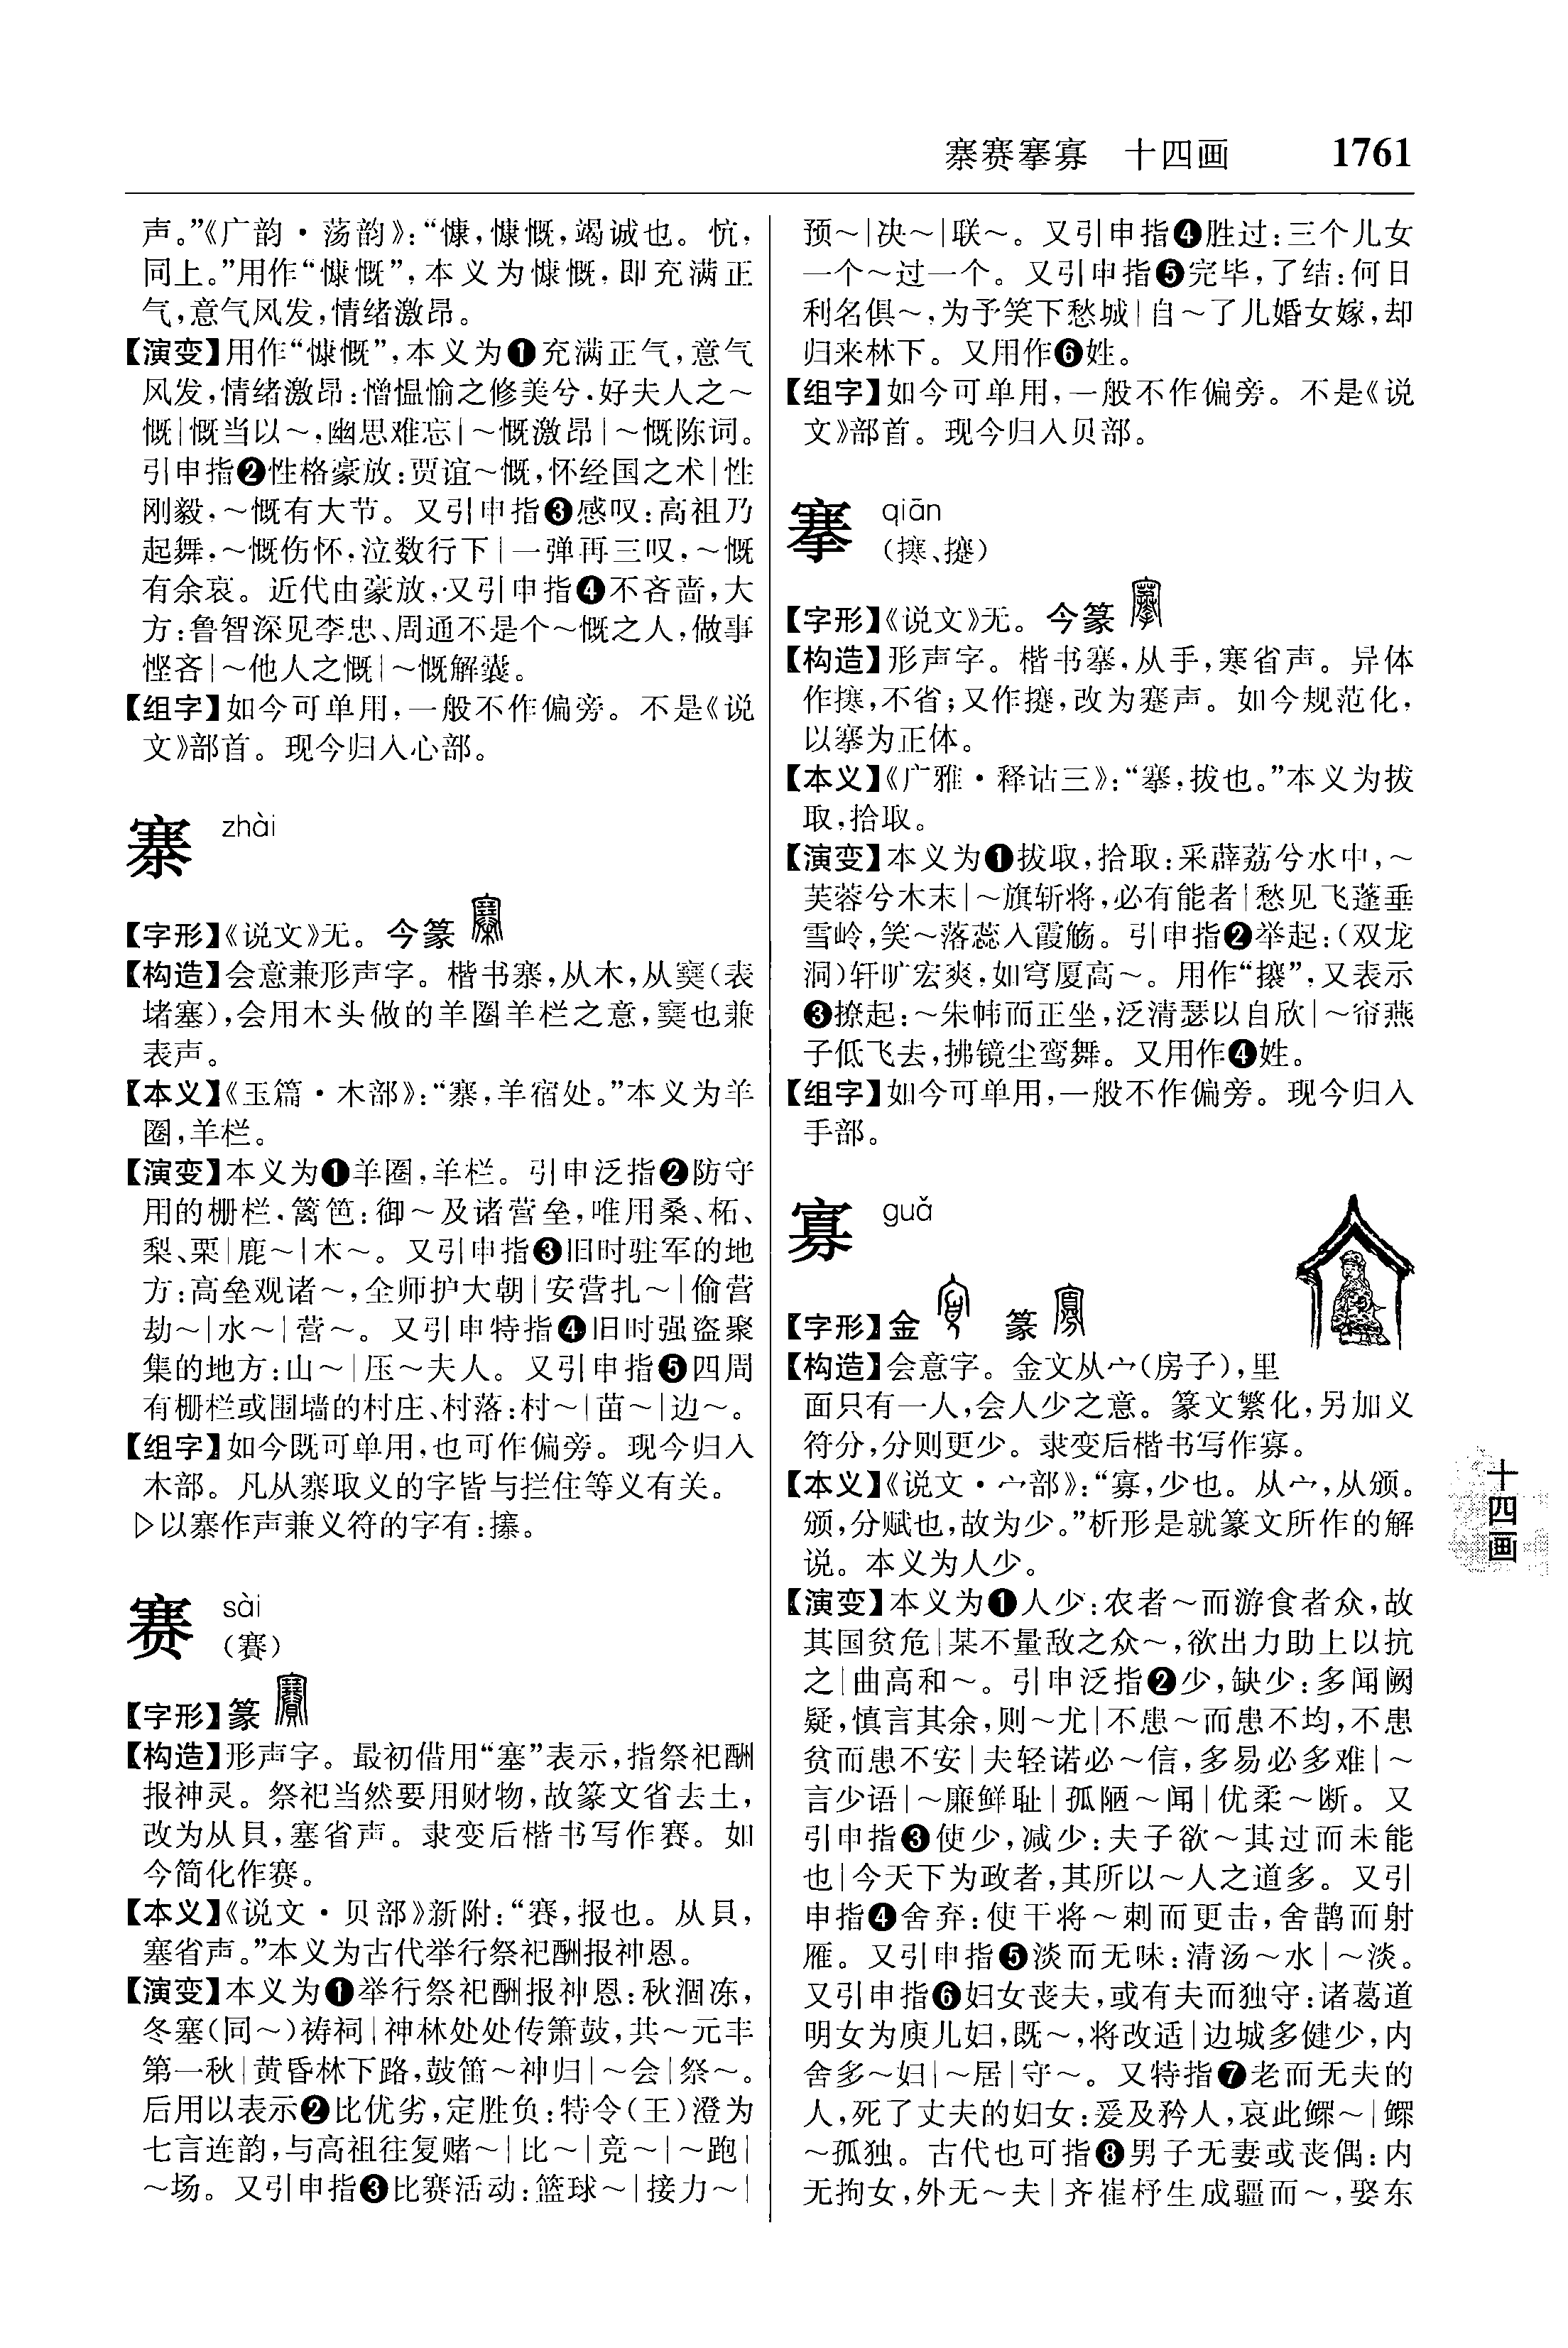 寨赛搴寡　十四画　1761
声。”《广韵·荡韵》：“慷，慷慨，竭诚也。忼，
同上。”用作“慷慨”，本义为慷慨，即充满正
气，意气风发，情绪激昂。
【演变】用作“慷慨”，本义为❶充满正气，意气
风发，情绪激昂：憎愠惀之修美兮，好夫人之～
慨|慨当以～，幽思难忘|～慨激昂|～慨陈词。
引申指❷性格豪放：贾谊～慨，怀经国之术|性
刚毅，～慨有大节。又引申指❸感叹：高祖乃
起舞，～慨伤怀，泣数行下|一弹再三叹，～慨
有余哀。近代由豪放，又引申指❹不吝啬，大
方：鲁智深见李忠、周通不是个～慨之人，做事
悭吝|～他人之慨|～慨解囊。
【组字】如今可单用，一般不作偏旁。不是《说
文》部首。现今归入心部。
寨 zhài
【字形】《说文》无。今篆
【构造】会意兼形声字。楷书寨，从木，从𡫳（表
堵塞），会用木头做的羊圈羊栏之意，𡫳也兼
表声。
【本义】《玉篇·木部》：“寨，羊宿处。”本义为羊
圈，羊栏。
【演变】本义为❶羊圈，羊栏。引申泛指❷防守
用的栅栏、篱笆：御～及诸营垒，唯用桑、柘、
梨、栗|鹿～|木～。又引申指❸旧时驻军的地
方：高垒观诸～，全师护大朝|安营扎～|偷营
劫～|水～|营～。又引申特指❹旧时强盗聚
集的地方：山～|压～夫人。又引申指❺四周
有栅栏或围墙的村庄、村落：村～|苗～|边～。
【组字】如今既可单用，也可作偏旁。现今归入
木部。凡从寨取义的字皆与拦住等义有关。
▷以寨作声兼义符的字有：㩟。
赛 sài
（賽）
【字形】篆
【构造】形声字。最初借用“塞”表示，指祭祀酬
报神灵。祭祀当然要用财物，故篆文省去土，
改为从貝，塞省声。隶变后楷书写作賽。如
今简化作赛。
【本义】《说文·贝部》新附：“賽，报也。从貝，
塞省声。”本义为古代举行祭祀酬报神恩。
【演变】本义为❶举行祭祀酬报神恩：秋涸冻，
冬塞（同～）祷祠|神林处处传箫鼓，共～元丰
第一秋|黄昏林下路，鼓笛～神归|～会|祭～。
后用以表示❷比优劣，定胜负：特令（王）澄为
七言连韵，与高祖往复赌～|比～|竞～|～跑|
～场。又引申指❸比赛活动：篮球～|接力～|
预～|决～|联～。又引申指❹胜过：三个儿女
一个～过一个。又引申指❺完毕，了结：何日
利名俱～，为予笑下愁城|自～了儿婚女嫁，却
归来林下。又用作❻姓。
【组字】如今可单用，一般不作偏旁。不是《说
文》部首。现今归入贝部。
搴 qiān
（攓、㩃）
【字形】《说文》无。今篆
【构造】形声字。楷书搴，从手，寒省声。异体
作㩃，不省；又作攓，改为蹇声。如今规范化，
以搴为正体。
【本义】《广雅·释诂三》：“搴，拔也。”本义为拔
取，拾取。
【演变】本义为❶拔取，拾取：采薜荔兮水中，～
芙蓉兮木末|～旗斩将，必有能者|愁见飞蓬垂
雪岭，笑～落蕊入霞觞。引申指❷举起：（双龙
洞）轩旷宏爽，如穹厦高～。用作“攐”，又表示
❸撩起：～朱帏而正坐，泛清瑟以自欣|～帘燕
子低飞去，拂镜尘鸾舞。又用作❹姓。
【组字】如今可单用，一般不作偏旁。现今归入
手部。
寡 guǎ
【字形】金　篆
【构造】会意字。金文从宀（房子），里
面只有一人，会人少之意。篆文繁化，另加义
符分，分则更少。隶变后楷书写作寡。
【本义】《说文·宀部》：“寡，少也。从宀，从颁。
颁，分赋也，故为少。”析形是就篆文所作的解
说。本义为人少。
【演变】本义为❶人少：农者～而游食者众，故
其国贫危|某不量敌之众～，欲出力助上以抗
之|曲高和～。引申泛指❷少，缺少：多闻阙
疑，慎言其余，则～尤|不患～而患不均，不患
贫而患不安|夫轻诺必～信，多易必多难|～
言少语|～廉鲜耻|孤陋～闻|优柔～断。又
引申指❸使少，减少：夫子欲～其过而未能
也|今天下为政者，其所以～人之道多。又引
申指❹舍弃：使干将～刺而更击，舍鹊而射
雁。又引申指❺淡而无味：清汤～水|～淡。
又引申指❻妇女丧夫，或有夫而独守：诸葛道
明女为庾儿妇，既～，将改适|边城多健少，内
舍多～妇|～居|守～。又特指❼老而无夫的
人，死了丈夫的妇女：爰及矜人，哀此鳏～|鳏
～孤独。古代也可指❽男子无妻或丧偶：内
无拘女，外无～夫|齐崔杼生成疆而～，娶东
十四画